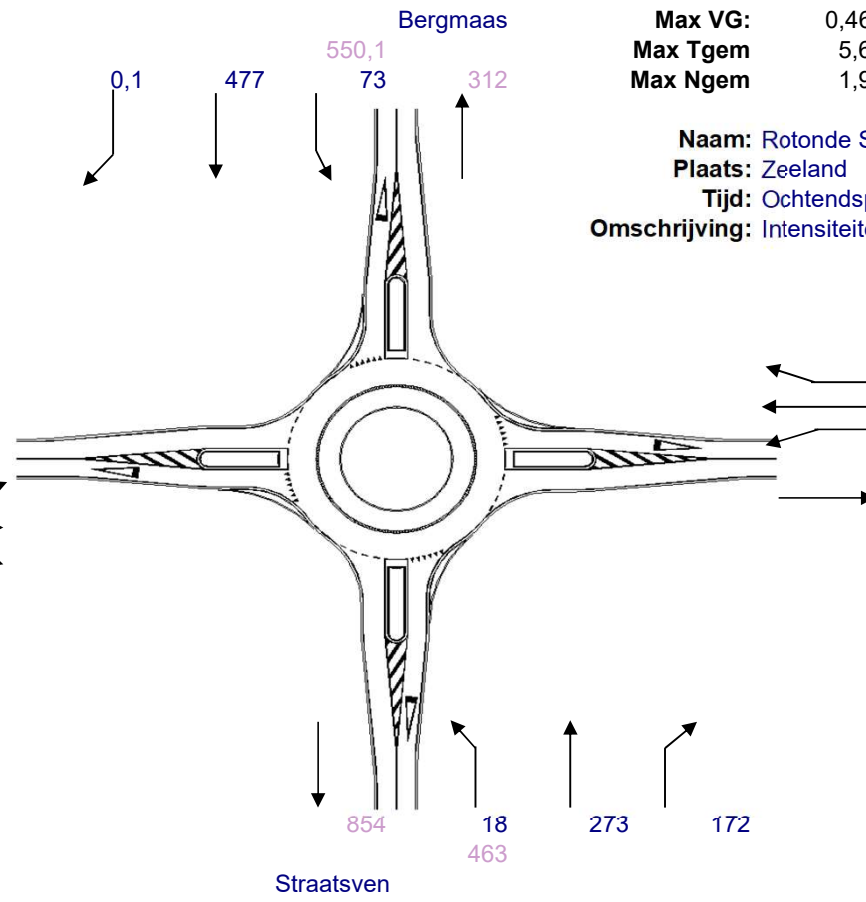 Bergmaas
550,1
0,1 477 73 312
Max VG: 0,46
Max Tgem 5,6
Max Ngem 1,9
Naam: Rotonde S
Plaats: Zeeland
Tijd: Ochtendsp
Omschrijving: Intensiteite
854 18 273 172
463
Straatsven